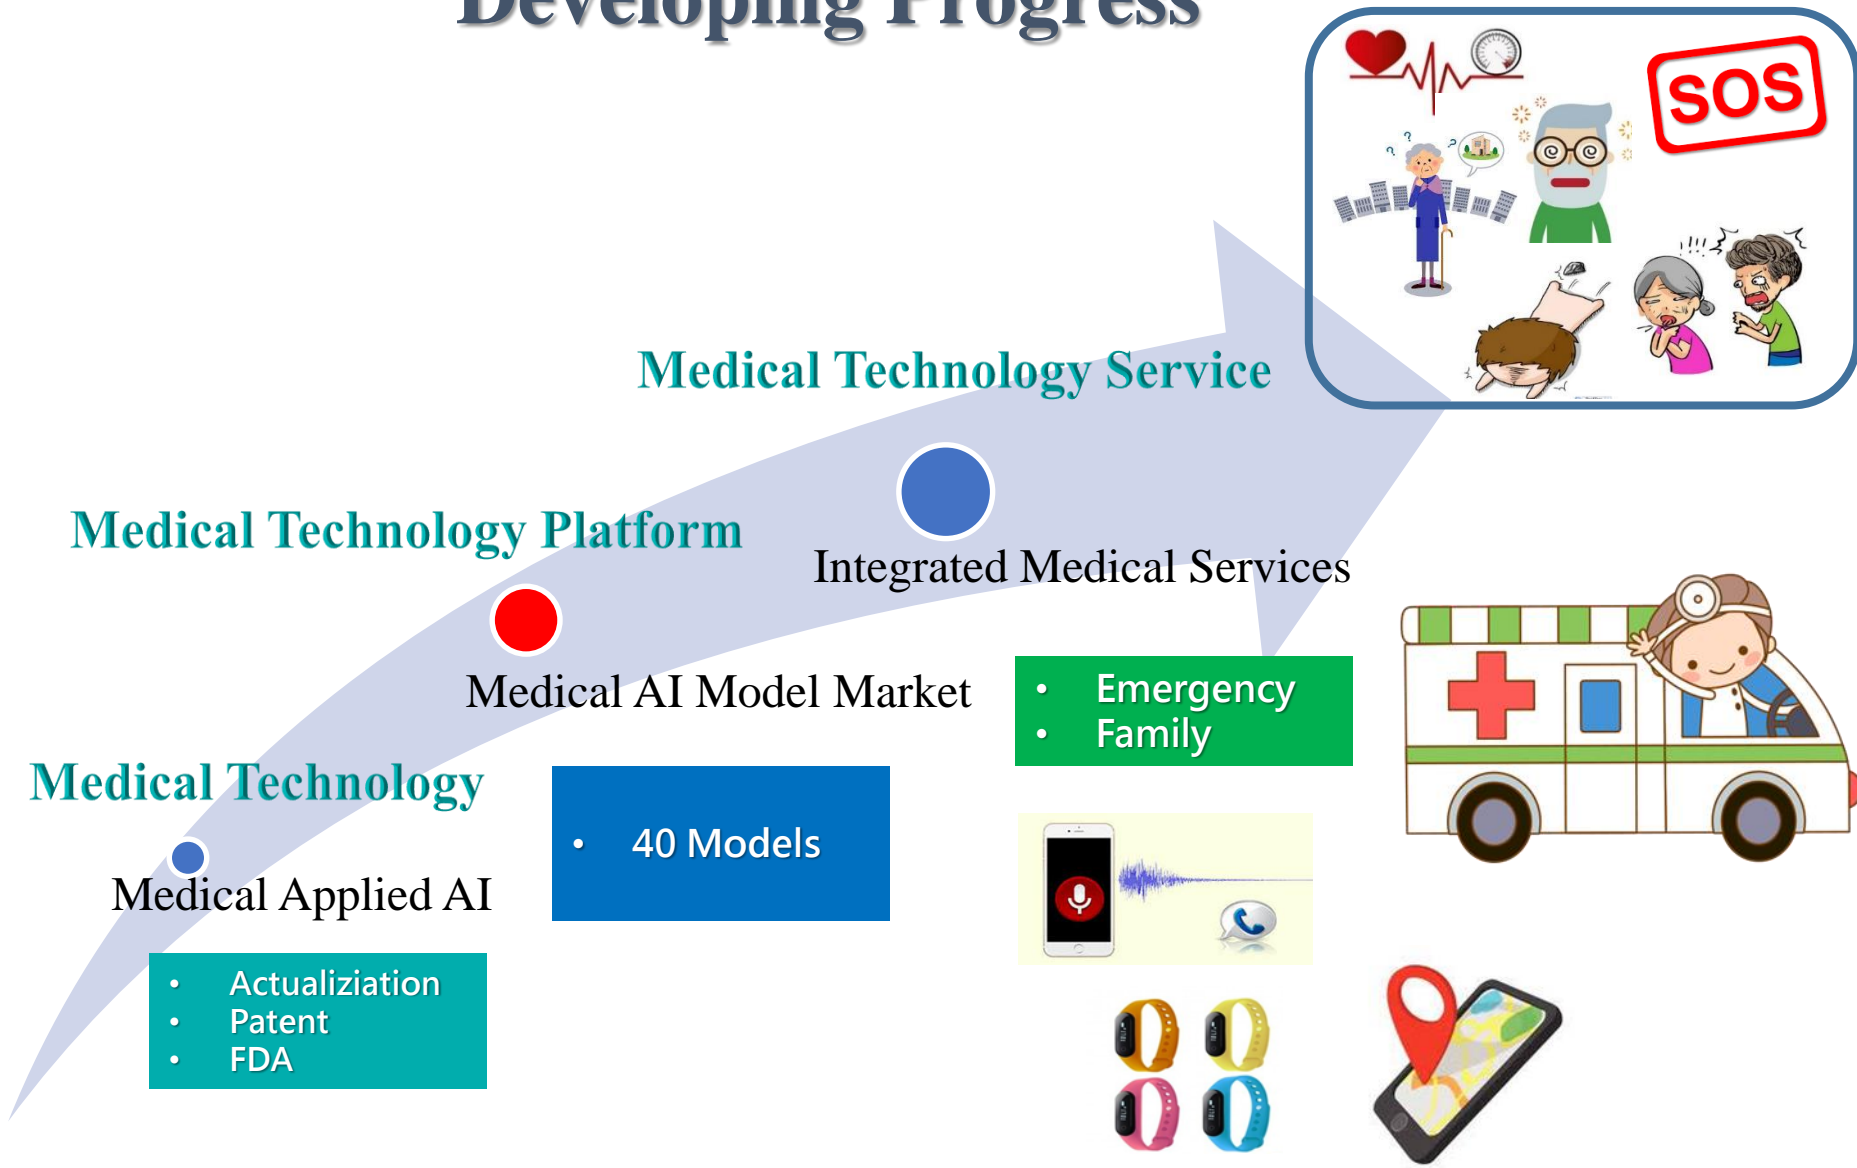 Developing Progress
SOS
Medical Technology Service
Medical Technology Platform
Integrated Medical Services
Medical AI Model Market
• Emergency
• Family
Medical Technology
• 40 Models
Medical Applied AI
• Actualiziation
• Patent
• FDA